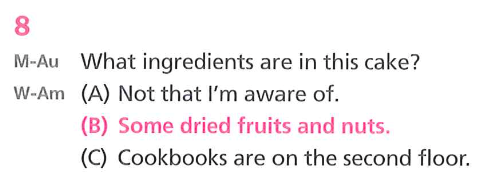 8
M-Au What ingredients are in this cake?
W-Am (A) Not that I'm aware of.
(B) Some dried fruits and nuts.
(C) Cookbooks are on the second floor.